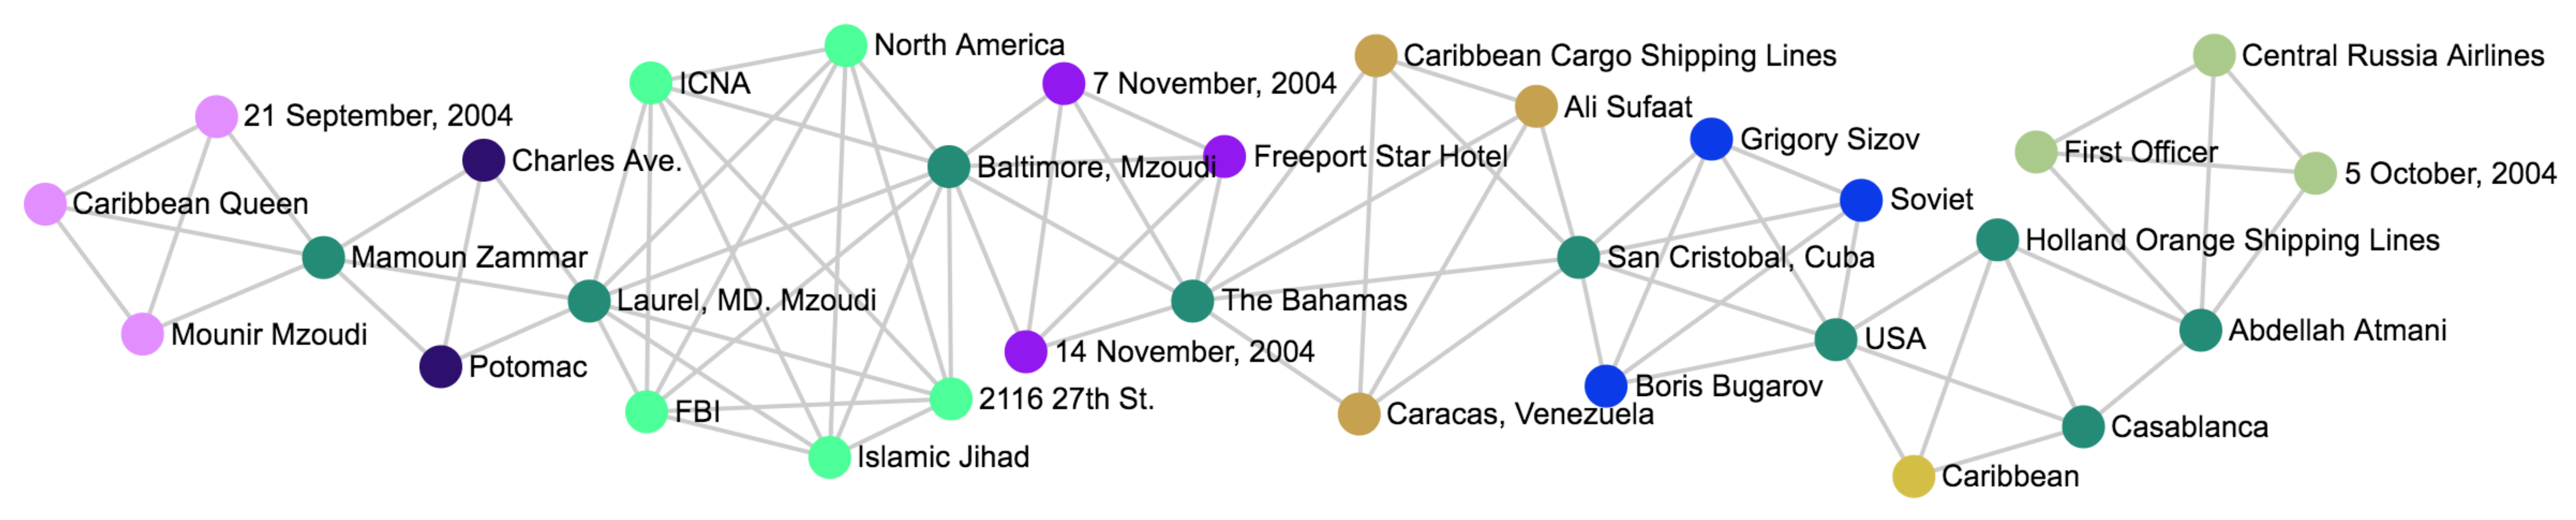 North America
Caribbean Cargo Shipping Lines
Central Russia Airlines
ICNA
7 November, 2004
Ali Sufaat
21 September, 2004
Charles Ave.
Grigory Sizov
First Officer
Baltimore, Mzoudi
Freeport Star Hotel
5 October, 2004
Caribbean Queen
Soviet
Holland Orange Shipping Lines
Mamoun Zammar
San Cristobal, Cuba
Laurel, MD. Mzoudi
The Bahamas
Mounir Mzoudi
USA
Abdellah Atmani
14 November, 2004
Potomac
Boris Bugarov
2116 27th St.
FBI
Caracas, Venezuela
Casablanca
Islamic Jihad
Caribbean